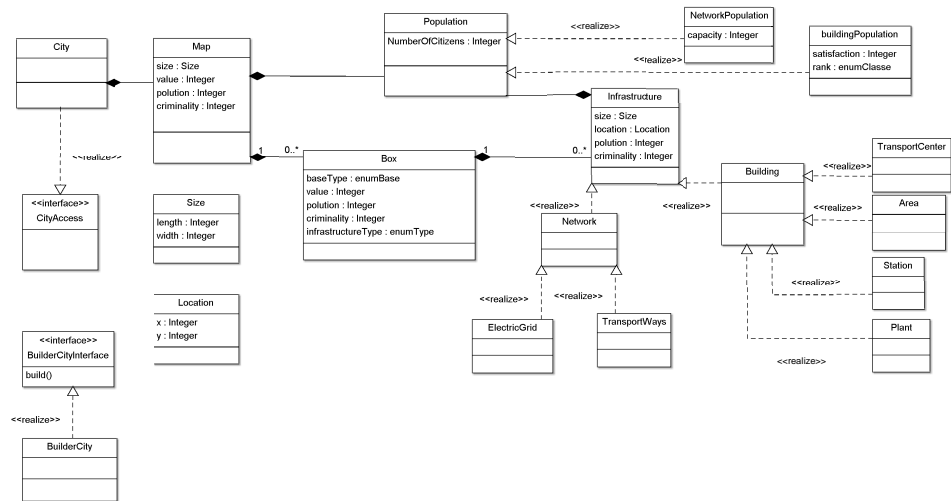 City
Map
size : Size
value : Integer
polution : Integer
criminality : Integer
Population
NumberOfCitizens : Integer
<<realize>>
NetworkPopulation
capacity : Integer
<<realize>>
buildingPopulation
satisfaction : Integer
rank : enumClasse
Infrastructure
size : Size
location : Location
polution : Integer
criminality : Integer
<<realize>>
1
0..*
Box
baseType : enumBase
value : Integer
polution : Integer
criminality : Integer
infrastructureType : enumType
1
0..*
<<interface>>
CityAccess
Size
length : Integer
width : Integer
Location
x : Integer
y : Integer
<<realize>>
Network
<<realize>>
Building
<<realize>>
TransportCenter
<<realize>>
Area
Station
<<realize>>
Plant
<<realize>>
<<realize>>
<<realize>>
ElectricGrid
TransportWays
<<interface>>
BuilderCityInterface
build()
<<realize>>
BuilderCity